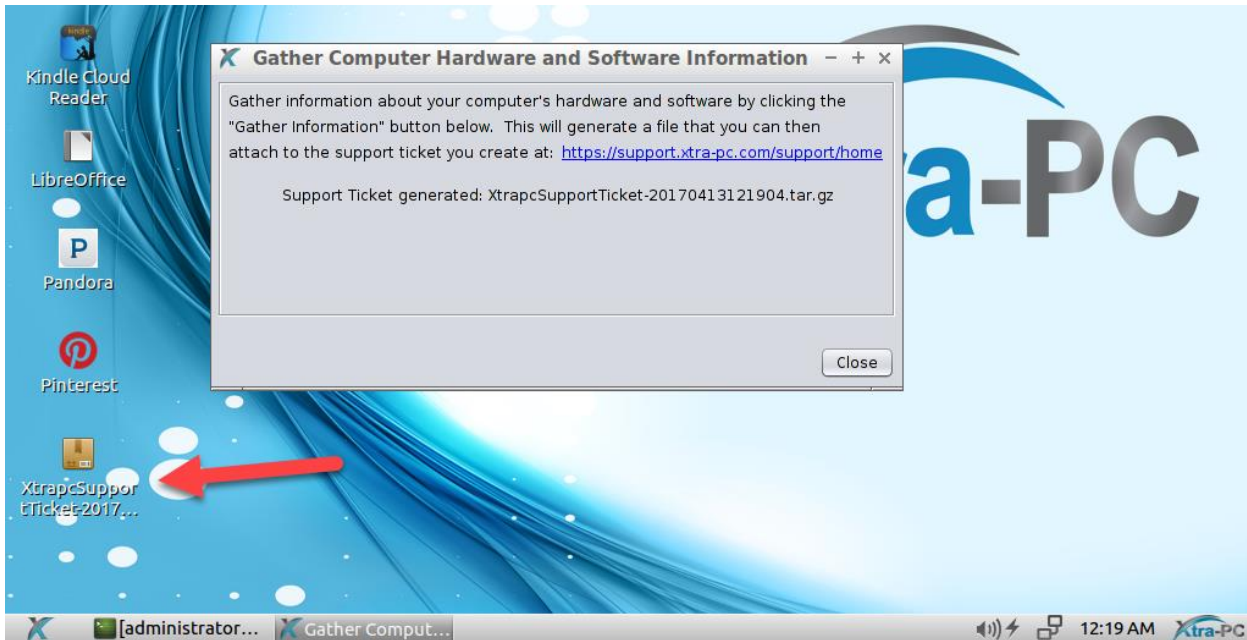 kindle
Kindle Cloud
Reader
LibreOffice
P
Pandora
Pinterest
XtrapcSuppor
tTicket-2017...
Gather Computer Hardware and Software Information
Gather information about your computer's hardware and software by clicking the
"Gather Information" button below. This will generate a file that you can then
attach to the support ticket you create at: https://support.xtra-pc.com/support/home
Support Ticket generated: XtrapcSupportTicket-20170413121904.tar.gz
Close
a-PC
[administrator...
Gather Comput...
12:19 AM
Xtra-PC